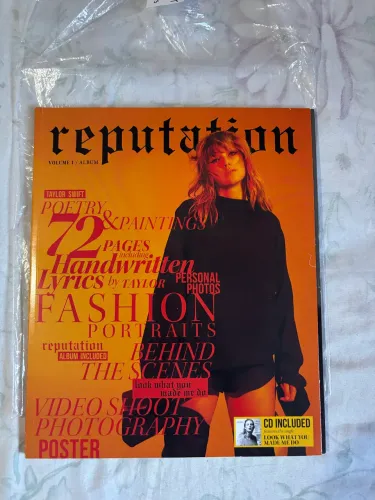 reputation
VOLUME 1 / ALBUM
TAYLOR SWIFT
POETRY
& PAINTINGS
72 PAGES
including
Handwritten
Lyrics by TAYLOR
PERSONAL
PHOTOS
FASHION
PORTRAITS
reputation
ALBUM INCLUDED
BEHIND
THE SCENES
look what you
made me do
VIDEO SHOOT
PHOTOGRAPHY
POSTER
CD INCLUDED
LOOK WHAT YOU
MADE ME DO